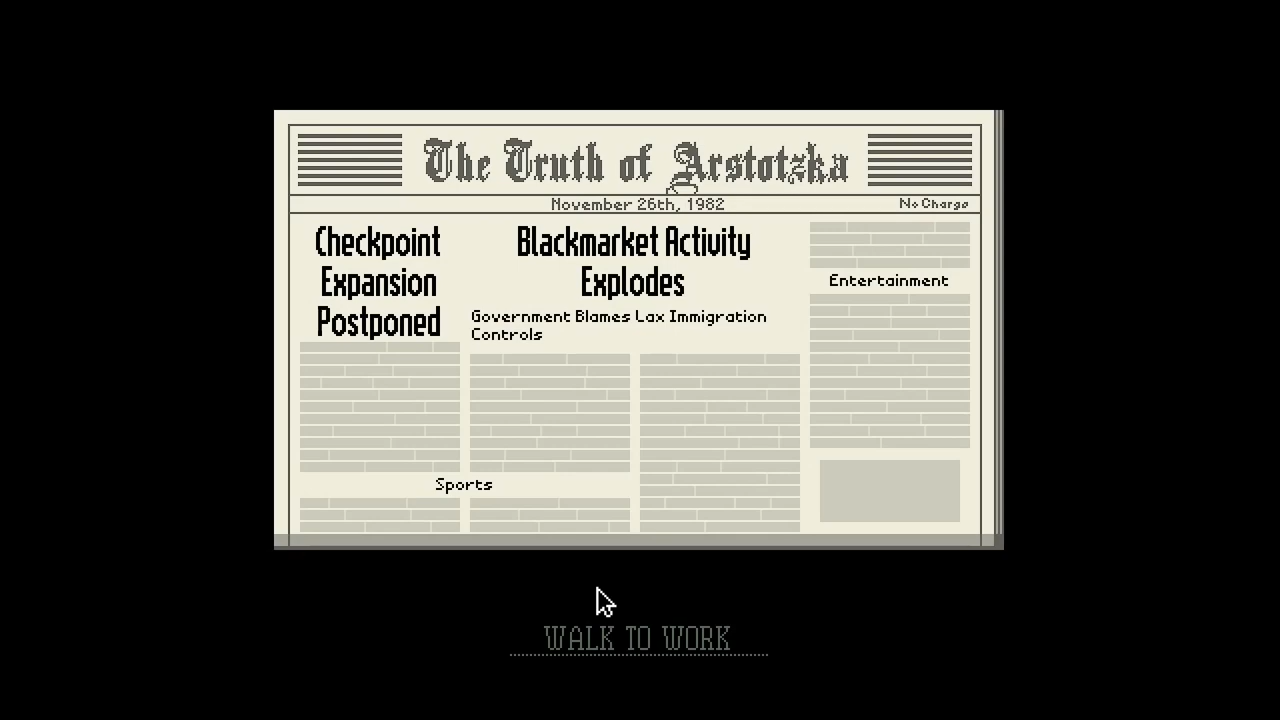 The Truth of Arstotzka
November 26th, 1982
No Charge
Checkpoint
Expansion
Postponed
Blackmarket Activity
Explodes
Government Blames Lax Immigration
Controls
Entertainment
Sports
WALK TO WORK